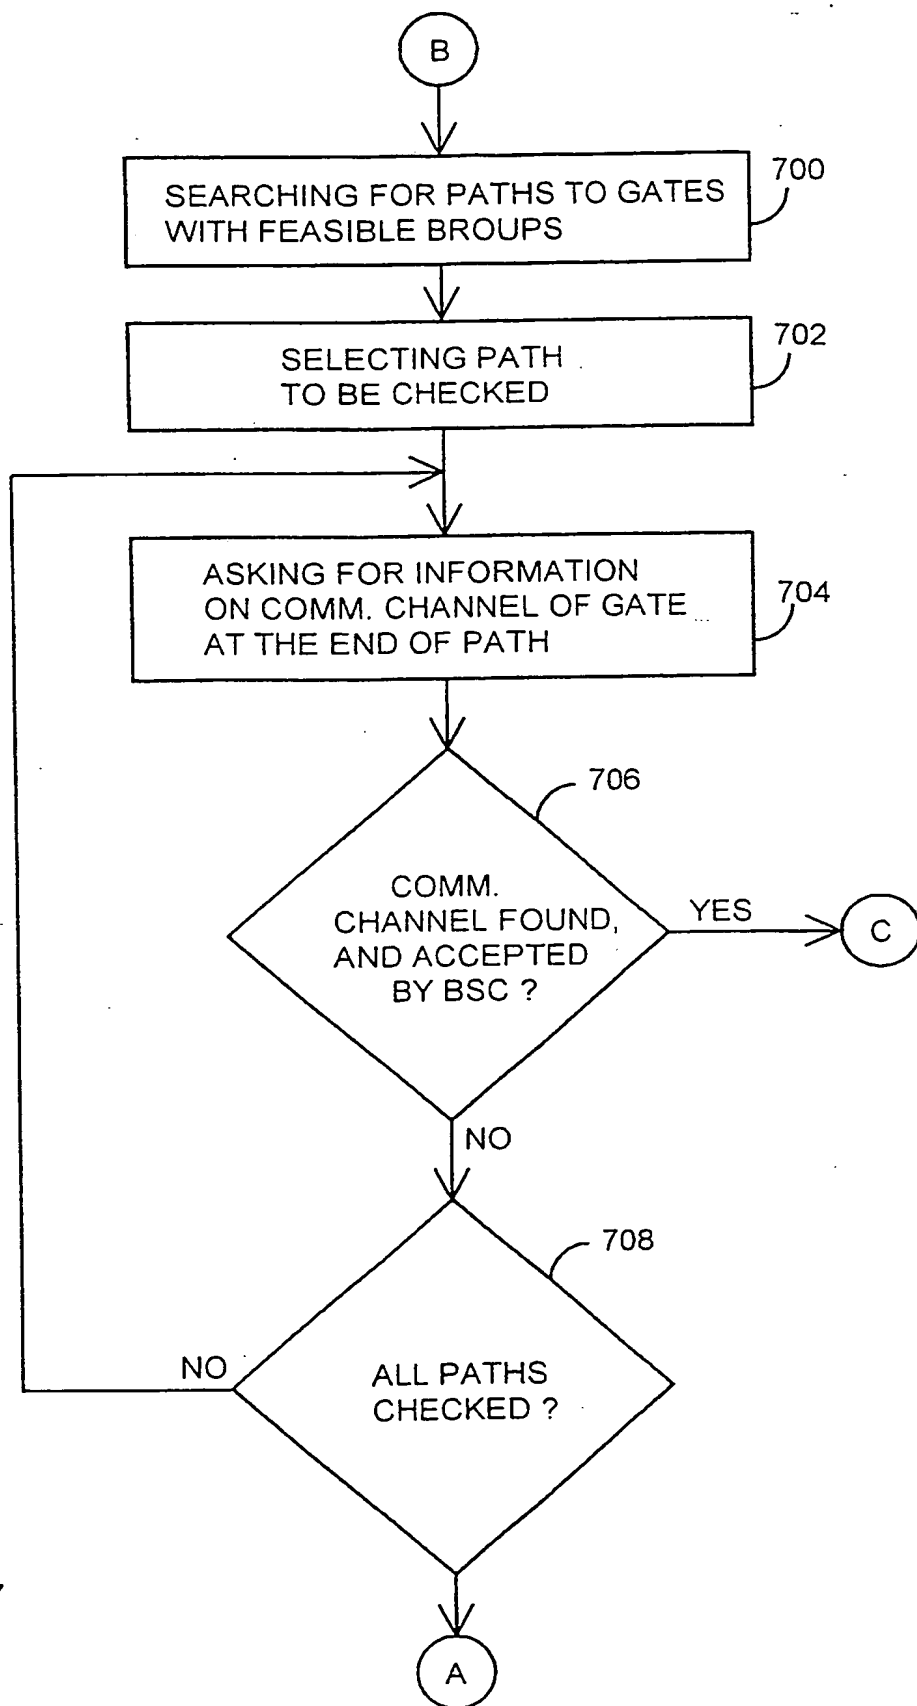 B
SEARCHING FOR PATHS TO GATES
WITH FEASIBLE BROUPS
700
SELECTING PATH
TO BE CHECKED
702
ASKING FOR INFORMATION
ON COMM. CHANNEL OF GATE
AT THE END OF PATH
704
706
COMM.
CHANNEL FOUND,
AND ACCEPTED
BY BSC ?
YES
C
NO
708
NO
ALL PATHS
CHECKED ?
A